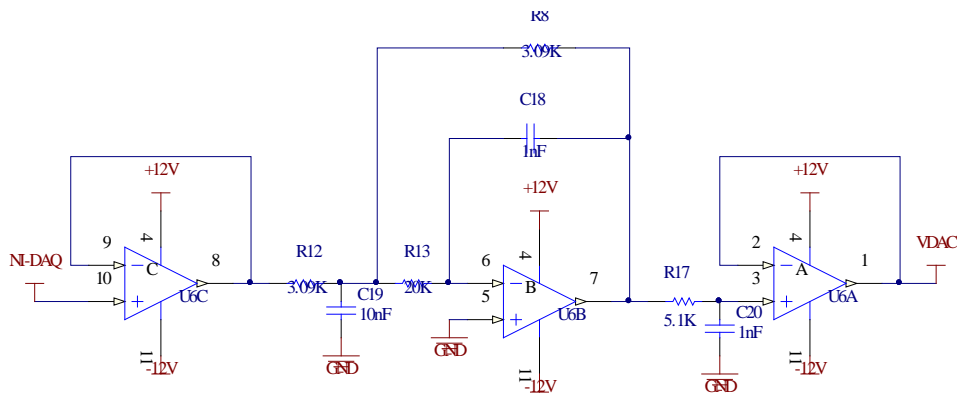 R8
3.09K
C18
1nF
+12V
+12V
+12V
9
4
R12
R13
6
4
2
4
NI-DAQ
10
C
8
5
B
7
R17
3
A
1
VDAC
U6C
3.09K
C19
10nF
20K
U6B
5.1K
C20
1nF
U6A
11
-12V
GND
GND
11
-12V
GND
11
-12V